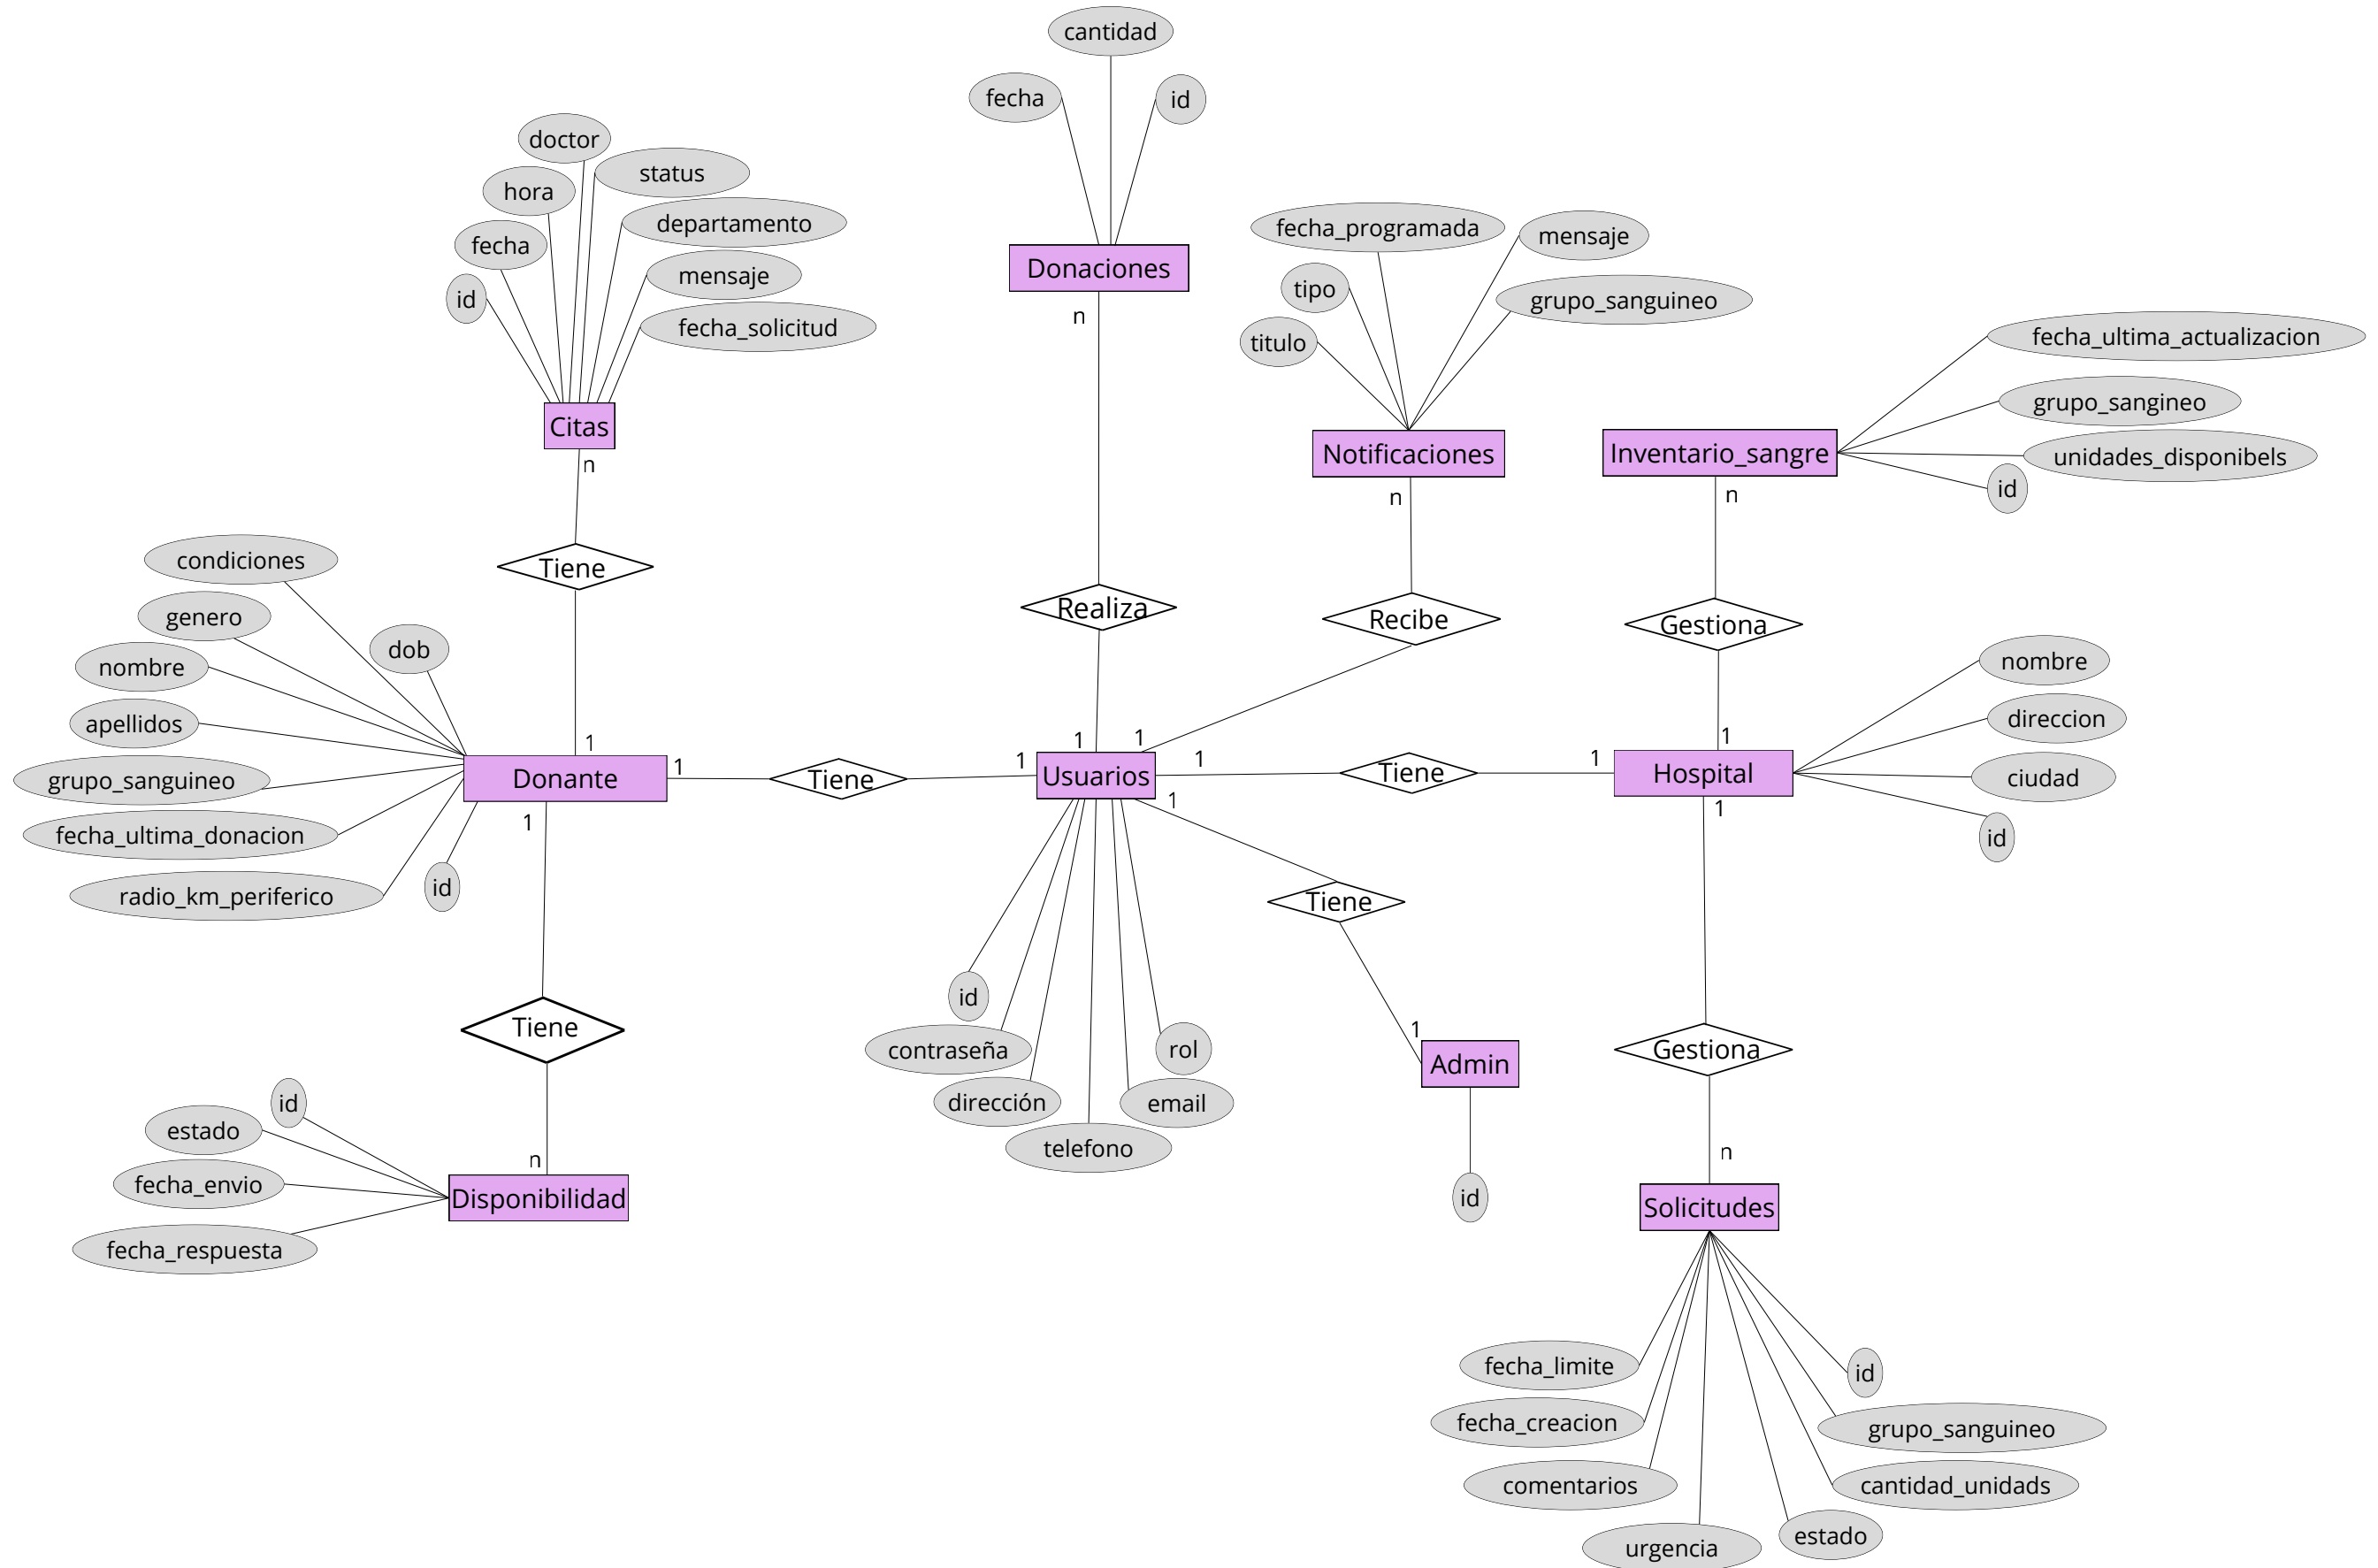 cantidad
fecha
id
doctor
status
hora
departamento
fecha
mensaje
id
fecha_solicitud
Donaciones
n
fecha_programada
mensaje
tipo
grupo_sanguineo
titulo
fecha_ultima_actualizacion
grupo_sangineo
unidades_disponibels
id
Citas
n
Notificaciones
n
Inventario_sangre
n
Tiene
Realiza
Recibe
Gestiona
condiciones
genero
dob
nombre
apellidos
grupo_sanguineo
fecha_ultima_donacion
radio_km_periferico
id
nombre
direccion
ciudad
id
1
Donante
1
1
Tiene
1
1
1
Usuarios
1
1
Tiene
1
1
Hospital
1
Tiene
1
Admin
id
id
contraseña
dirección
telefono
email
rol
Tiene
n
Disponibilidad
id
estado
fecha_envio
fecha_respuesta
Gestiona
n
Solicitudes
fecha_limite
fecha_creacion
comentarios
urgencia
estado
cantidad_unidads
grupo_sanguineo
id